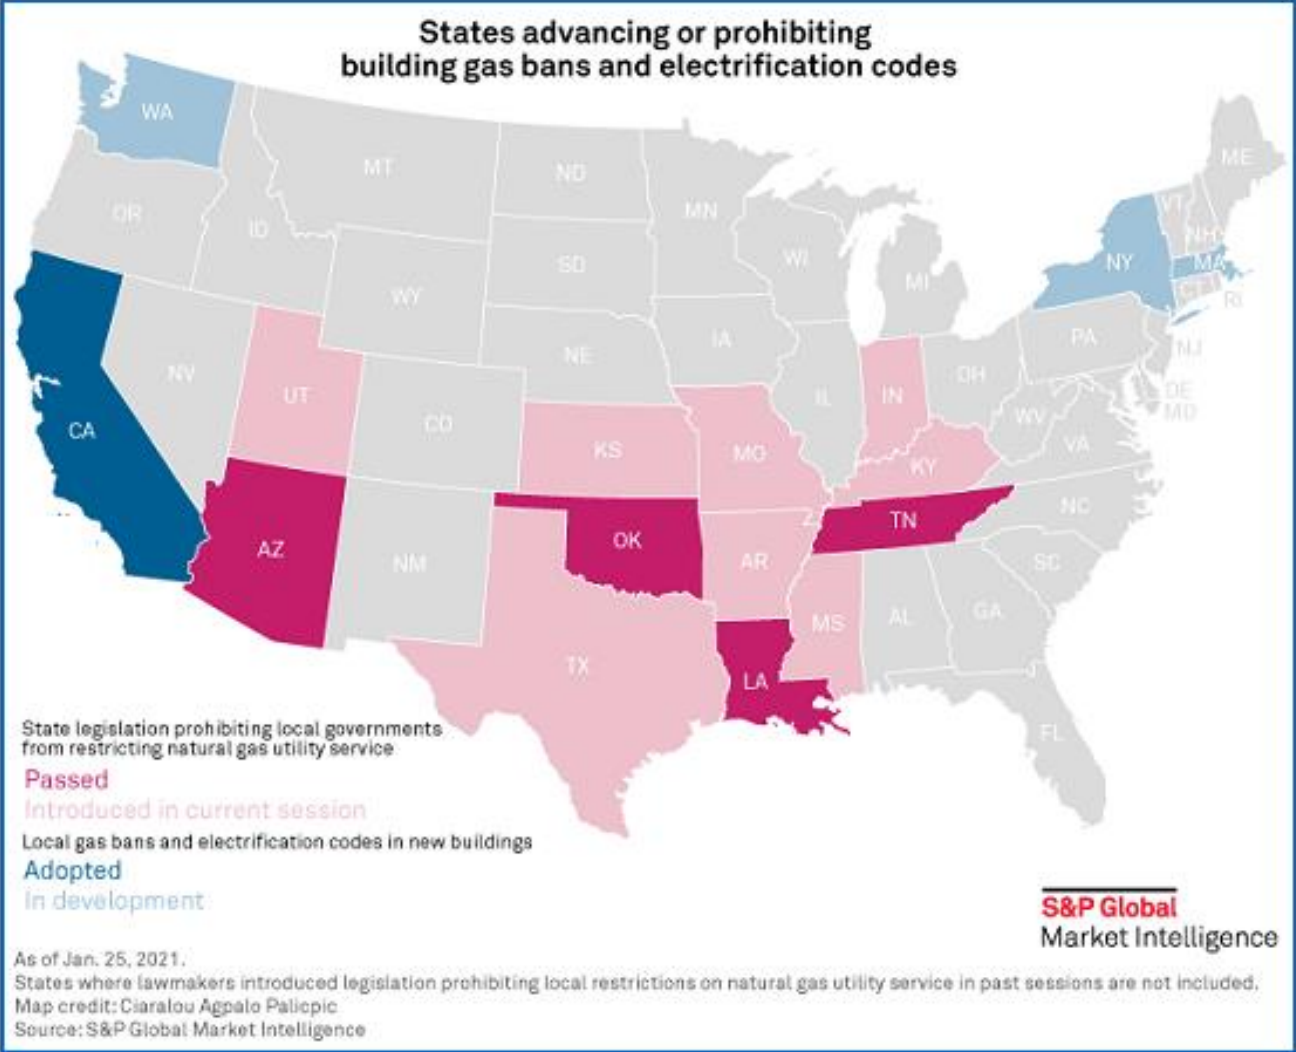 States advancing or prohibiting
building gas bans and electrification codes
WA
MT
ND
MN
ME
OR
ID
SD
WI
VT
NH
NY
MA
WY
MI
CT
RI
IA
NE
PA
NJ
NV
UT
CO
IL
IN
OH
DE
MD
WV
VA
CA
KS
MO
KY
NC
AZ
NM
OK
AR
TN
SC
MS
AL
GA
TX
LA
FL
State legislation prohibiting local governments
from restricting natural gas utility service
Passed
Introduced in current session
Local gas bans and electrification codes in new buildings
Adopted
In development
S&P Global
Market Intelligence
As of Jan. 25, 2021.
States where lawmakers introduced legislation prohibiting local restrictions on natural gas utility service in past sessions are not included.
Map credit: Ciaralou Agpalo Palicpic
Source: S&P Global Market Intelligence